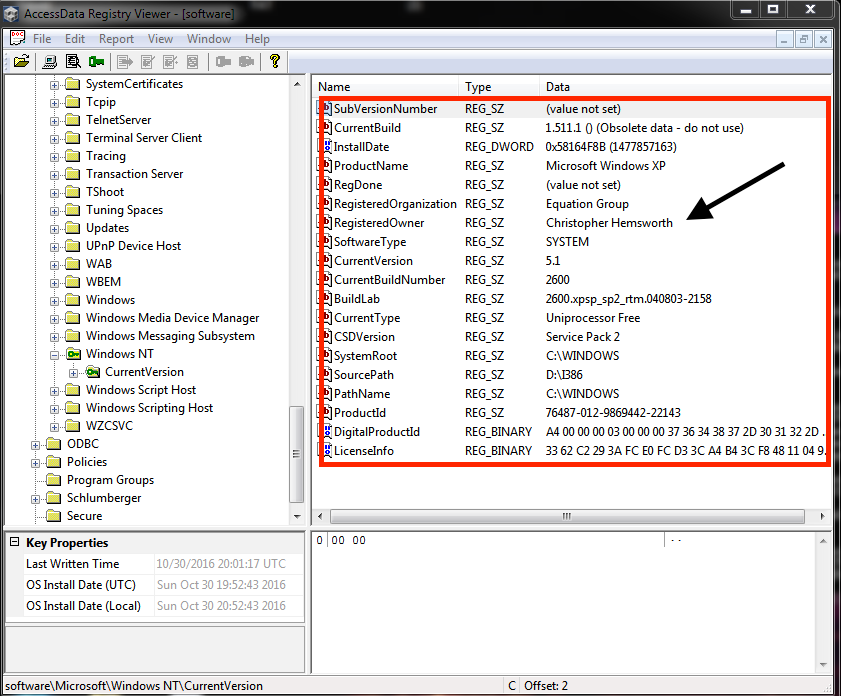 AccessData Registry Viewer - [software]
File Edit Report View Window Help
SystemCertificates
Tcpip
TelnetServer
Terminal Server Client
Tracing
Transaction Server
TShoot
Tuning Spaces
Updates
UPnP Device Host
WAB
WBEM
Windows
Windows Media Device Manager
Windows Messaging Subsystem
Windows NT
CurrentVersion
Windows Script Host
Windows Scripting Host
WZCSVC
ODBC
Policies
Program Groups
Schlumberger
Secure
Name Type Data
SubVersionNumber REG_SZ (value not set)
CurrentBuild REG_SZ 1.511.1 () (Obsolete data - do not use)
InstallDate REG_DWORD 0x58164F8B (1477857163)
ProductName REG_SZ Microsoft Windows XP
RegDone REG_SZ (value not set)
RegisteredOrganization REG_SZ Equation Group
RegisteredOwner REG_SZ Christopher Hemsworth
SoftwareType REG_SZ SYSTEM
CurrentVersion REG_SZ 5.1
CurrentBuildNumber REG_SZ 2600
BuildLab REG_SZ 2600.xpsp_sp2_rtm.040803-2158
CurrentType REG_SZ Uniprocessor Free
CSDVersion REG_SZ Service Pack 2
SystemRoot REG_SZ C:\WINDOWS
SourcePath REG_SZ D:\I386
PathName REG_SZ C:\WINDOWS
ProductId REG_SZ 76487-012-9869442-22143
DigitalProductId REG_BINARY A4 00 00 00 03 00 00 00 37 36 34 38 37 2D 30 31 32 2D .
LicenseInfo REG_BINARY 33 62 C2 29 3A FC E0 FC D3 3C A4 B4 3C F8 48 11 04 9.
Key Properties
Last Written Time 10/30/2016 20:01:17 UTC
OS Install Date (UTC) Sun Oct 30 19:52:43 2016
OS Install Date (Local) Sun Oct 30 20:52:43 2016
0 00 00 ..
software\Microsoft\Windows NT\CurrentVersion C Offset: 2